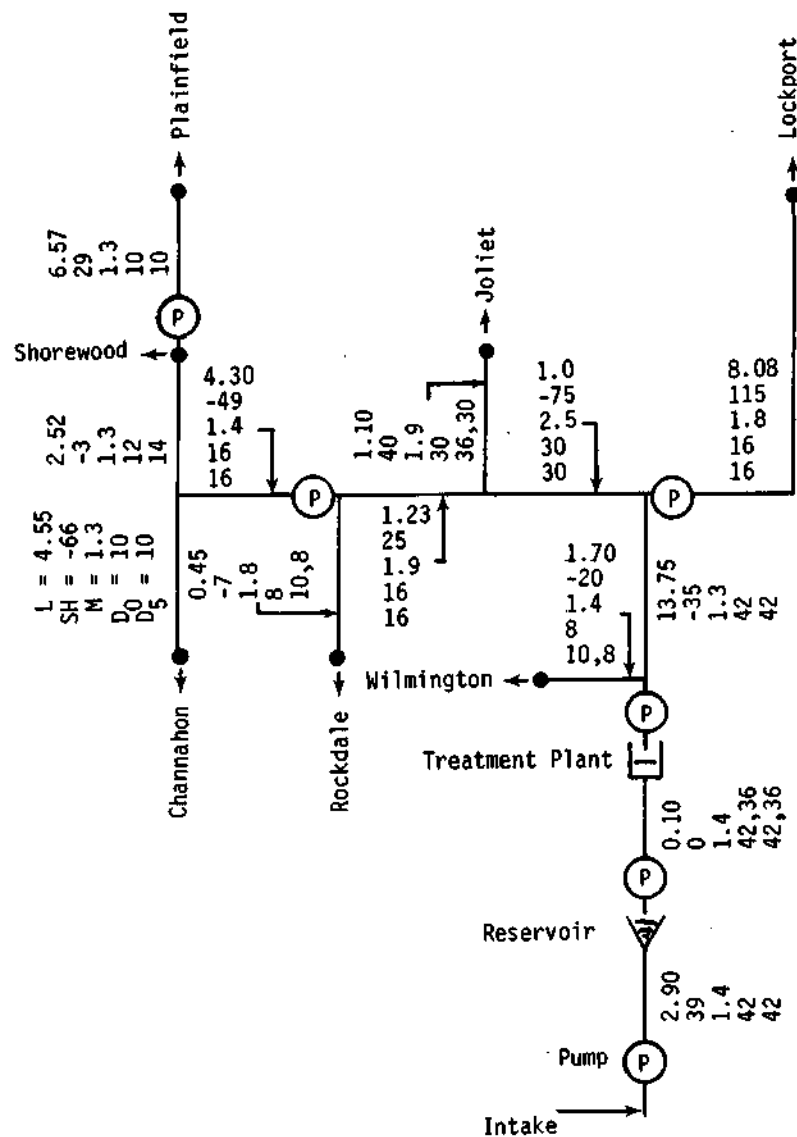 6.57
29
1.3
10
10
Plainfield
P
Shorewood
2.52
-3
1.3
12
14
4.30
-49
1.4
16
16
L = 4.55
SH = -66
M = 1.3
D0 = 10
D5 = 10
Channahon
P
0.45
-7
1.8
8
10,8
Rockdale
1.10
40
1.9
30
36,30
Joliet
1.23
25
1.9
16
16
1.0
-75
2.5
30
30
8.08
115
1.8
16
16
Lockport
P
1.70
-20
1.4
8
10,8
Wilmington
13.75
-35
1.3
42
42
P
Treatment Plant
0.10
0
1.4
42,36
42,36
P
Reservoir
2.90
39
1.4
42
42
Pump
P
Intake